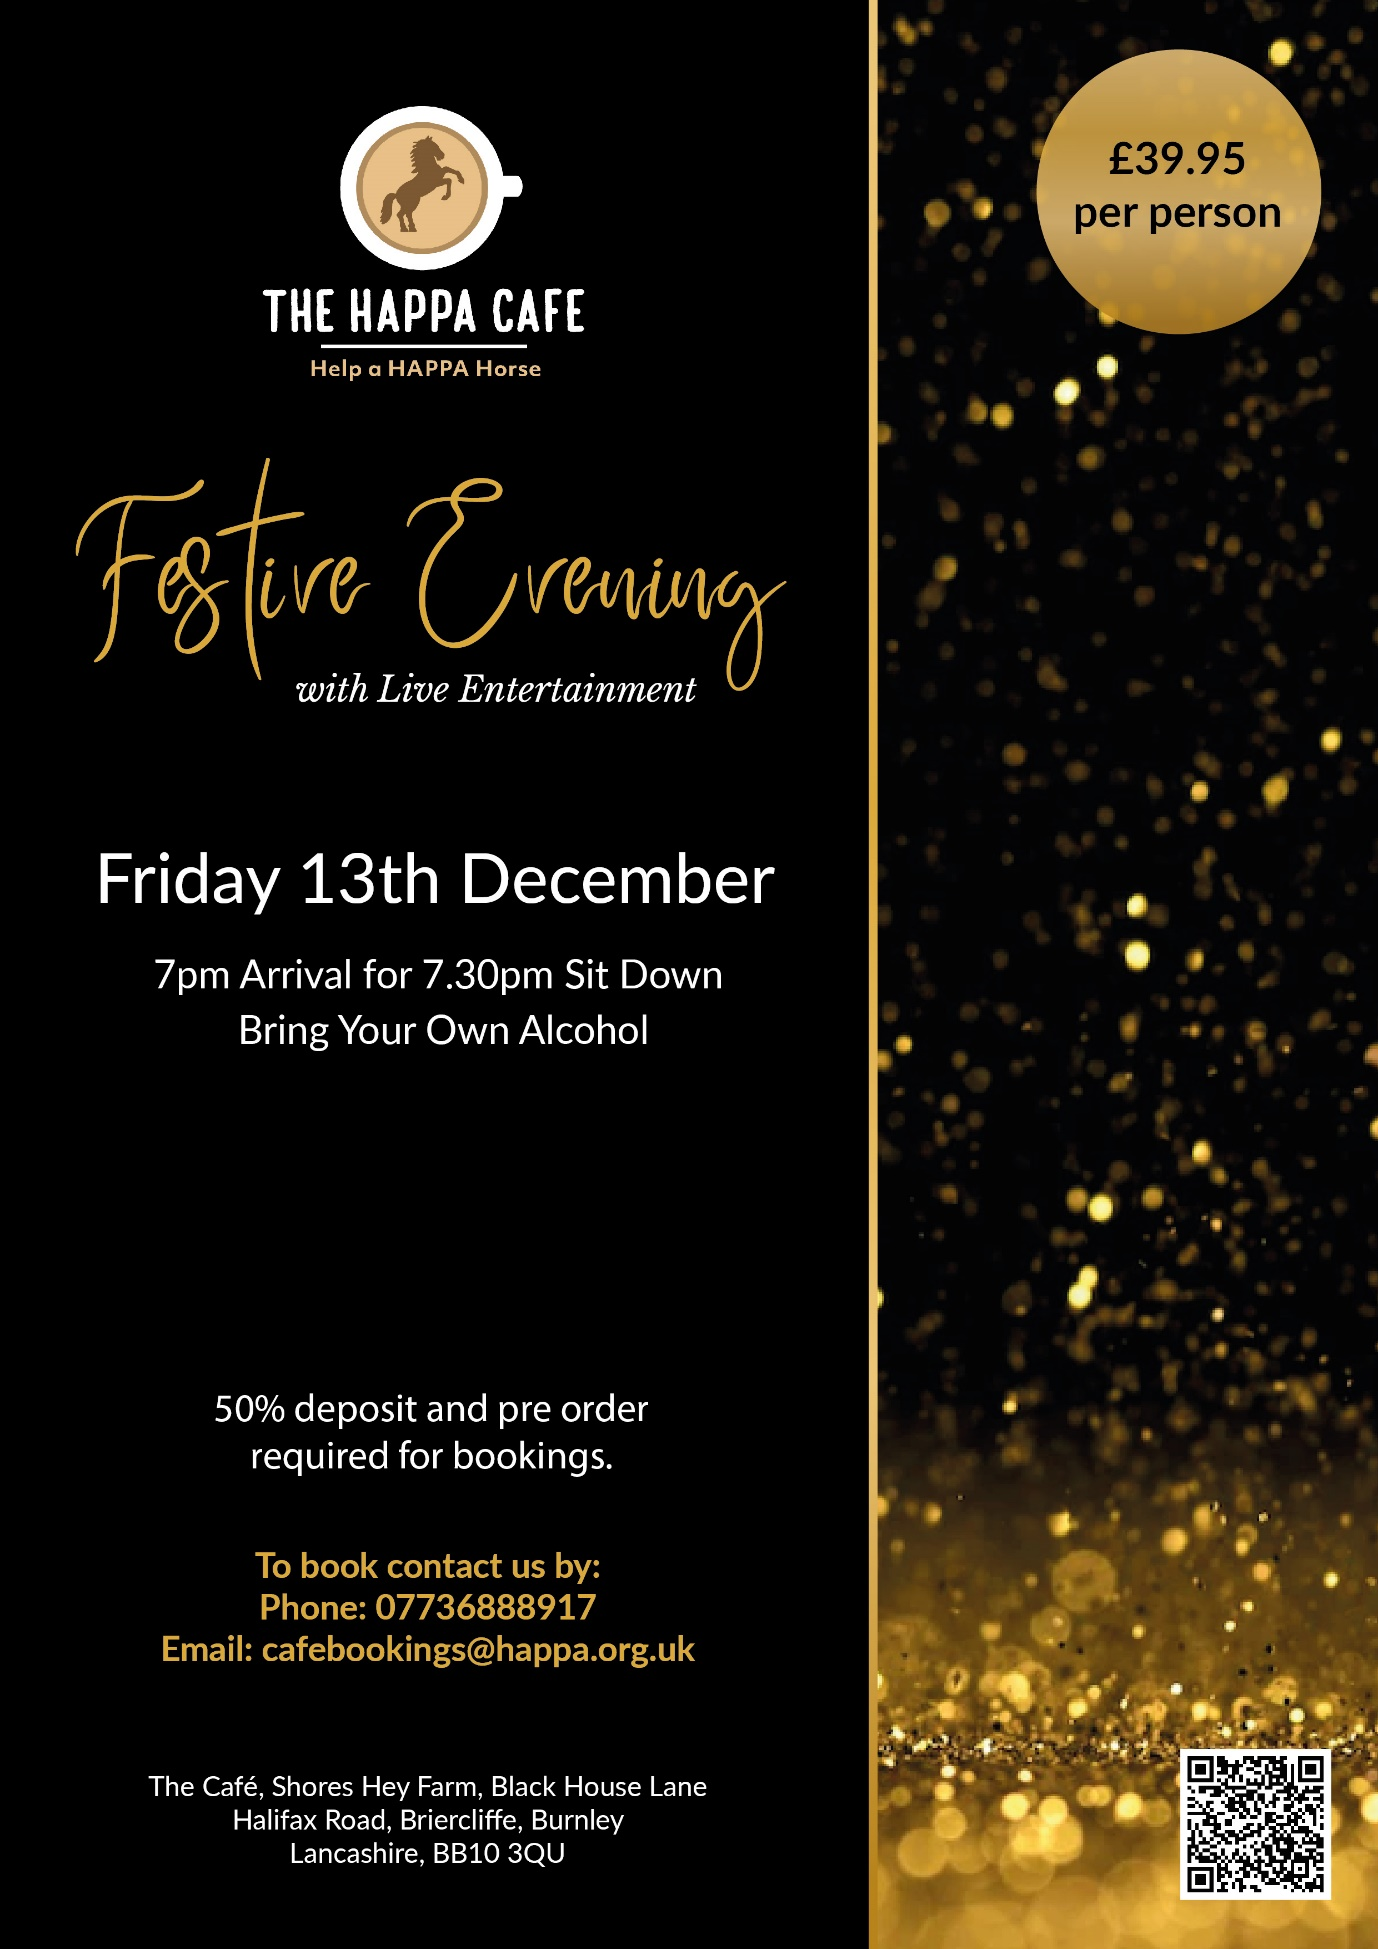 £39.95
per person
THE HAPPA CAFE
Help a HAPPA Horse
Festive Evening
with Live Entertainment
Friday 13th December
7pm Arrival for 7.30pm Sit Down
Bring Your Own Alcohol
50% deposit and pre order
required for bookings.
To book contact us by:
Phone: 07736888917
Email: cafebookings@happa.org.uk
The Café, Shores Hey Farm, Black House Lane
Halifax Road, Briercliffe, Burnley
Lancashire, BB10 3QU